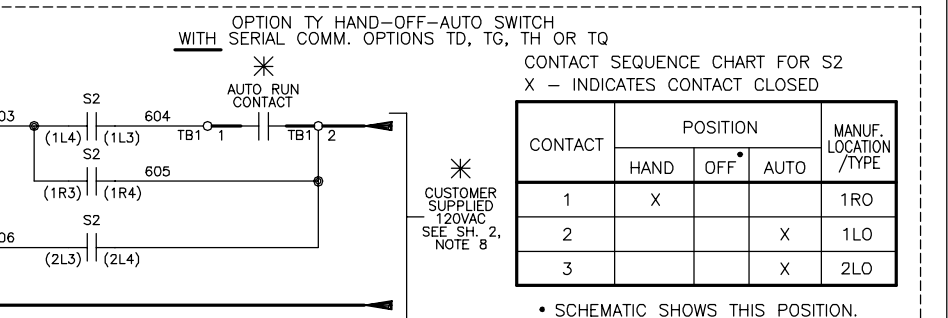 OPTION TY HAND-OFF-AUTO SWITCH
WITH SERIAL COMM. OPTIONS TD, TG, TH OR TQ
AUTO RUN
CONTACT
03
S2
604
(1L4)
(1L3)
TB1
1
TB1
2
S2
605
(1R3)
(1R4)
06
S2
(2L3)
(2L4)
CUSTOMER
SUPPLIED
120VAC
SEE SH. 2,
NOTE 8
CONTACT SEQUENCE CHART FOR S2
X - INDICATES CONTACT CLOSED
CONTACT
POSITION
MANUF.
LOCATION
/TYPE
HAND
OFF•
AUTO
1 X 1RO
2 X 1LO
3 X 2LO
• SCHEMATIC SHOWS THIS POSITION.